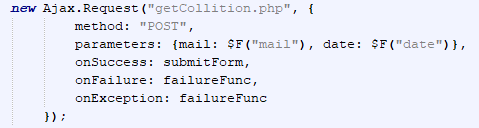 new Ajax.Request("getCollition.php", {
method: "POST",
parameters: {mail: $F("mail"), date: $F("date")},
onSuccess: submitForm,
onFailure: failureFunc,
onException: failureFunc
});